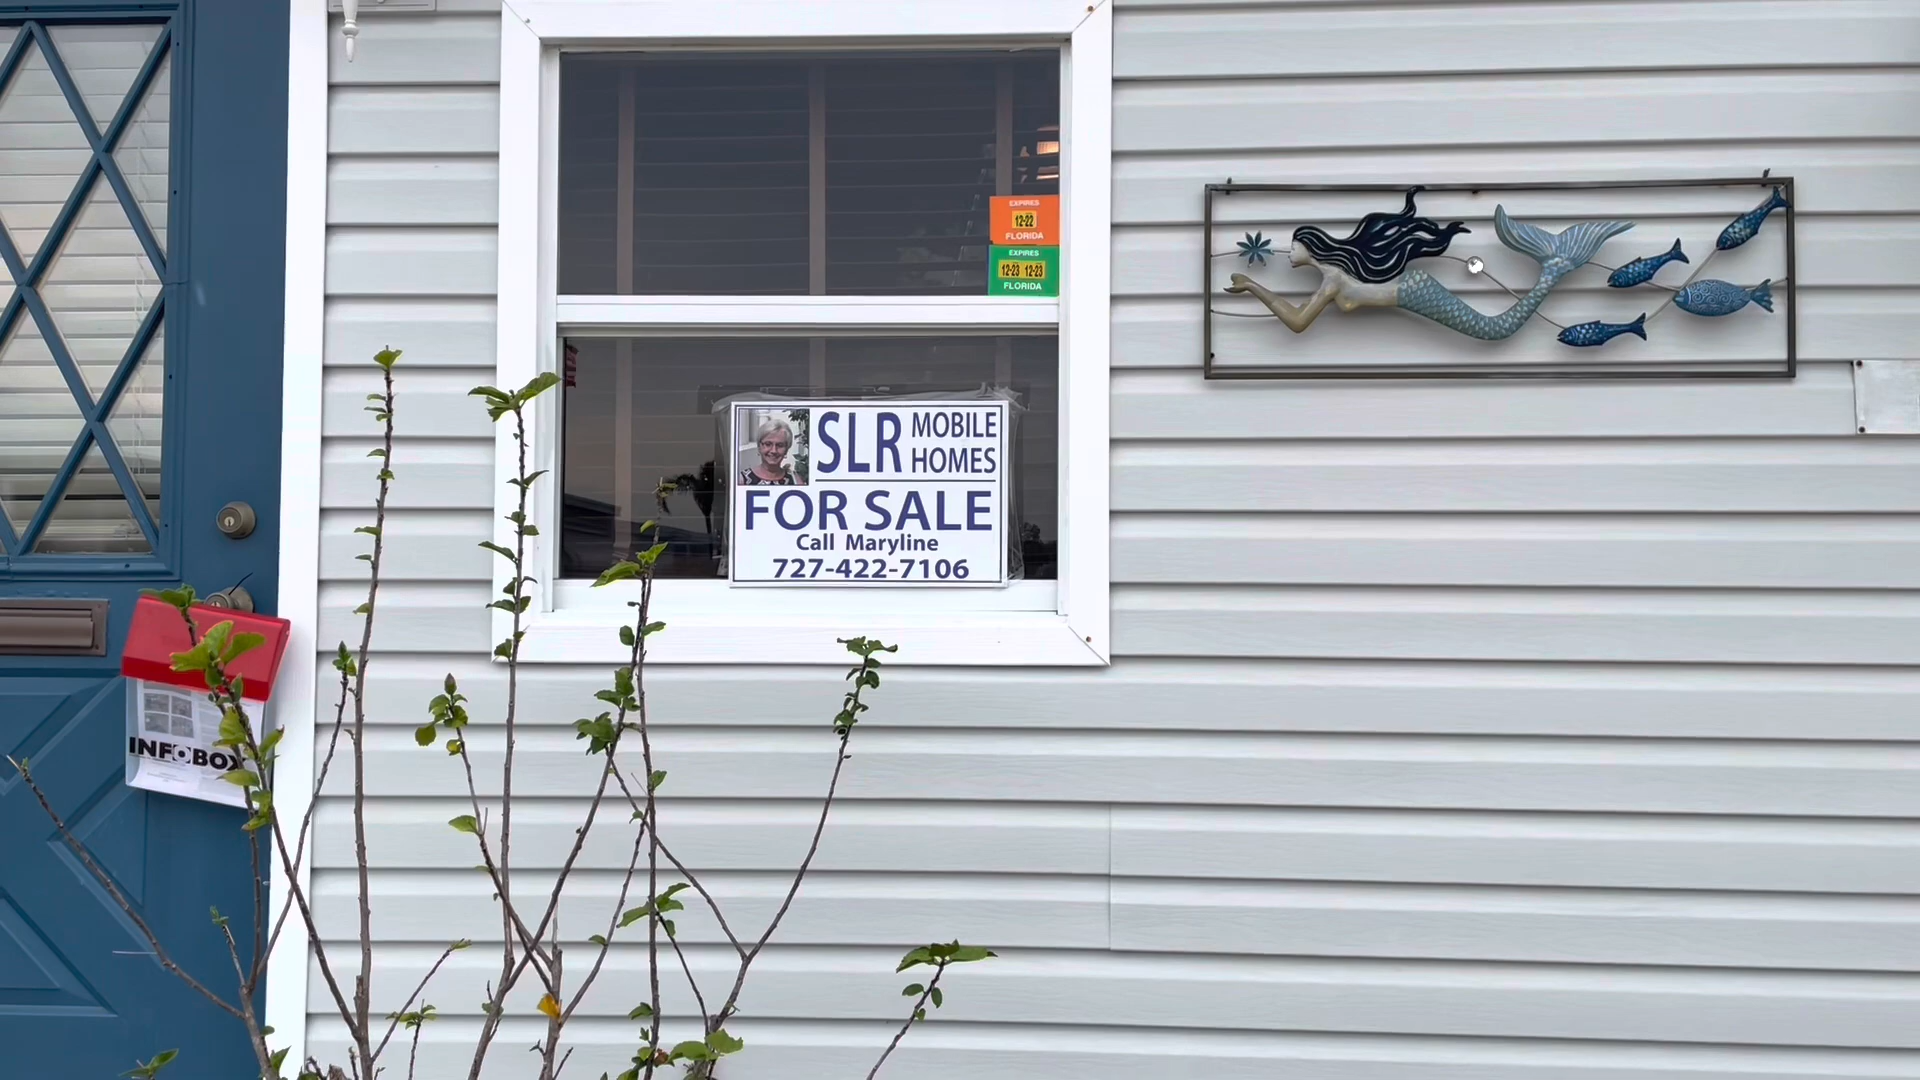 EXPIRES
12-22
FLORIDA
EXPIRES
12-23 12-23
FLORIDA
SLR MOBILE
HOMES
FOR SALE
Call Maryline
727-422-7106
INFOBOX